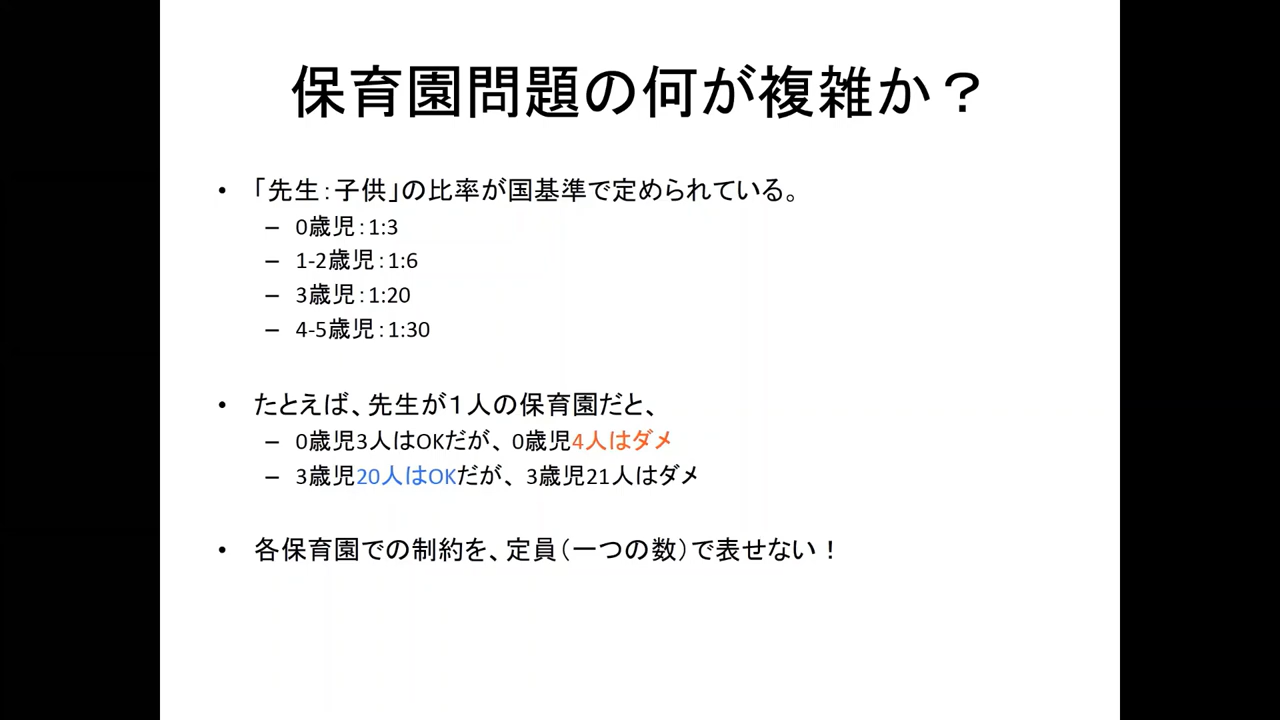 保育園問題の何が複雑か？
• 「先生：子供」の比率が国基準で定められている。
– 0歳児：1:3
– 1-2歳児：1:6
– 3歳児：1:20
– 4-5歳児：1:30
• たとえば、先生が１人の保育園だと、
– 0歳児3人はOKだが、0歳児4人はダメ
– 3歳児20人はOKだが、3歳児21人はダメ
• 各保育園での制約を、定員（一つの数）で表せない！